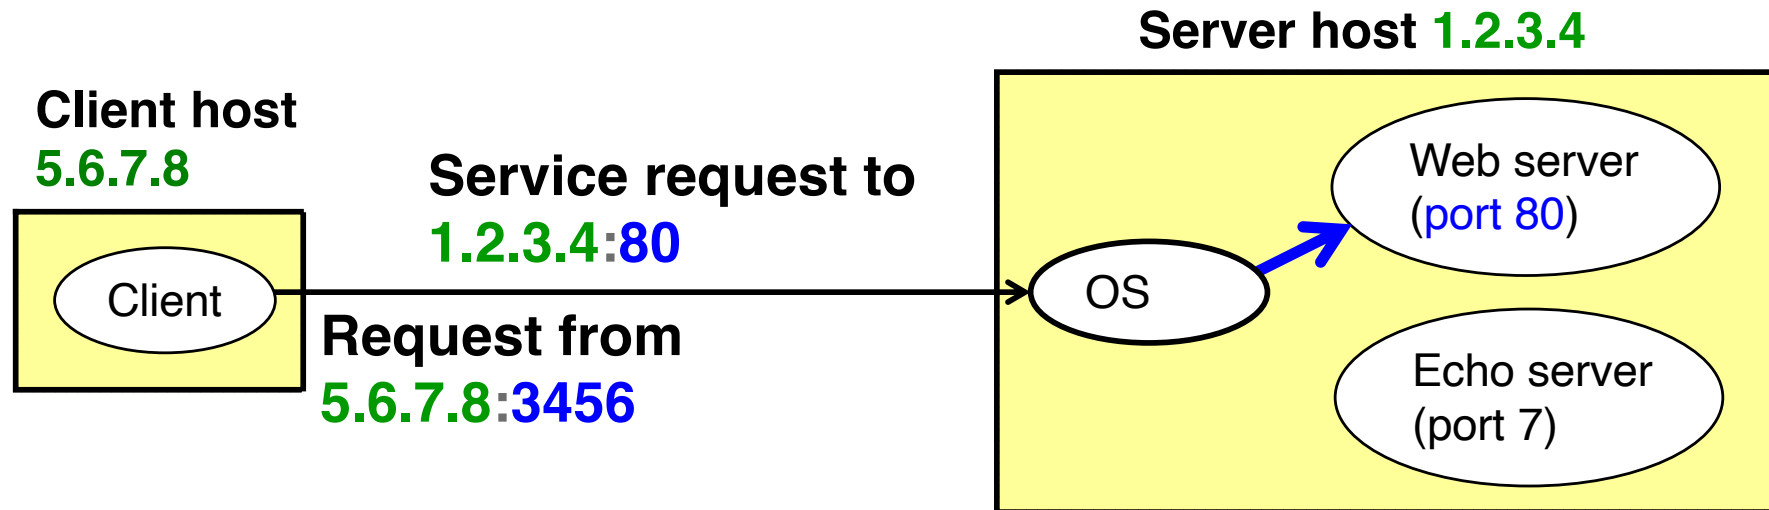 Server host 1.2.3.4
Client host
5.6.7.8
Service request to
1.2.3.4:80
Client
Request from
5.6.7.8:3456
OS
Web server
(port 80)
Echo server
(port 7)